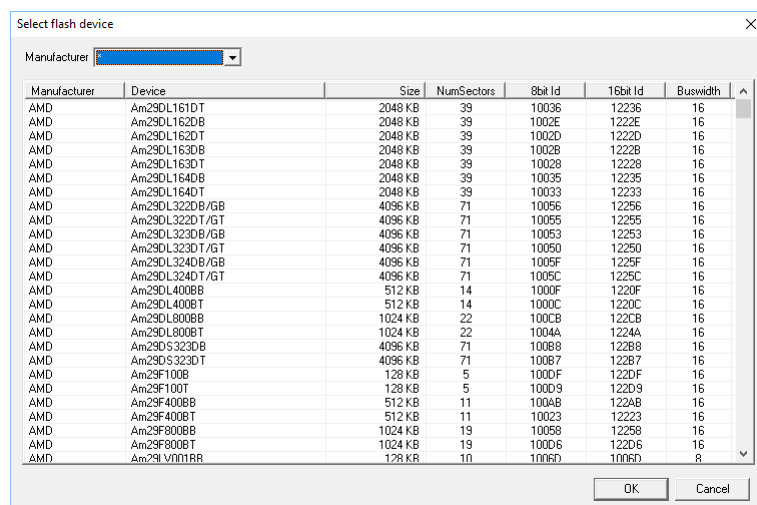 Select flash device
Manufacturer *
Manufacturer Device Size NumSectors 8bit Id 16bit Id Buswidth
AMD Am29DL161DT 2048 KB 39 10036 12236 16
AMD Am29DL162DB 2048 KB 39 1002E 1222E 16
AMD Am29DL162DT 2048 KB 39 1002D 1222D 16
AMD Am29DL163DB 2048 KB 39 1002B 1222B 16
AMD Am29DL163DT 2048 KB 39 10028 12228 16
AMD Am29DL164DB 2048 KB 39 10035 12235 16
AMD Am29DL164DT 2048 KB 39 10033 12233 16
AMD Am29DL322DB/GB 4096 KB 71 10056 12256 16
AMD Am29DL322DT/GT 4096 KB 71 10055 12255 16
AMD Am29DL323DB/GB 4096 KB 71 10053 12253 16
AMD Am29DL323DT/GT 4096 KB 71 10050 12250 16
AMD Am29DL324DB/GB 4096 KB 71 1005F 1225F 16
AMD Am29DL324DT/GT 4096 KB 71 1005C 1225C 16
AMD Am29DL400BB 512 KB 14 1000F 1220F 16
AMD Am29DL400BT 512 KB 14 1000C 1220C 16
AMD Am29DL800BB 1024 KB 22 100CB 122CB 16
AMD Am29DL800BT 1024 KB 22 1004A 1224A 16
AMD Am29DS323DB 4096 KB 71 100B8 122B8 16
AMD Am29DS323DT 4096 KB 71 100B7 122B7 16
AMD Am29F100B 128 KB 5 100DF 122DF 16
AMD Am29F100T 128 KB 5 100D9 122D9 16
AMD Am29F400BB 512 KB 11 100AB 122AB 16
AMD Am29F400BT 512 KB 11 10023 12223 16
AMD Am29F800BB 1024 KB 19 10058 12258 16
AMD Am29F800BT 1024 KB 19 100D6 122D6 16
AMD Am29LV001BB 128 KB 10 1006D 1006D 8
OK Cancel